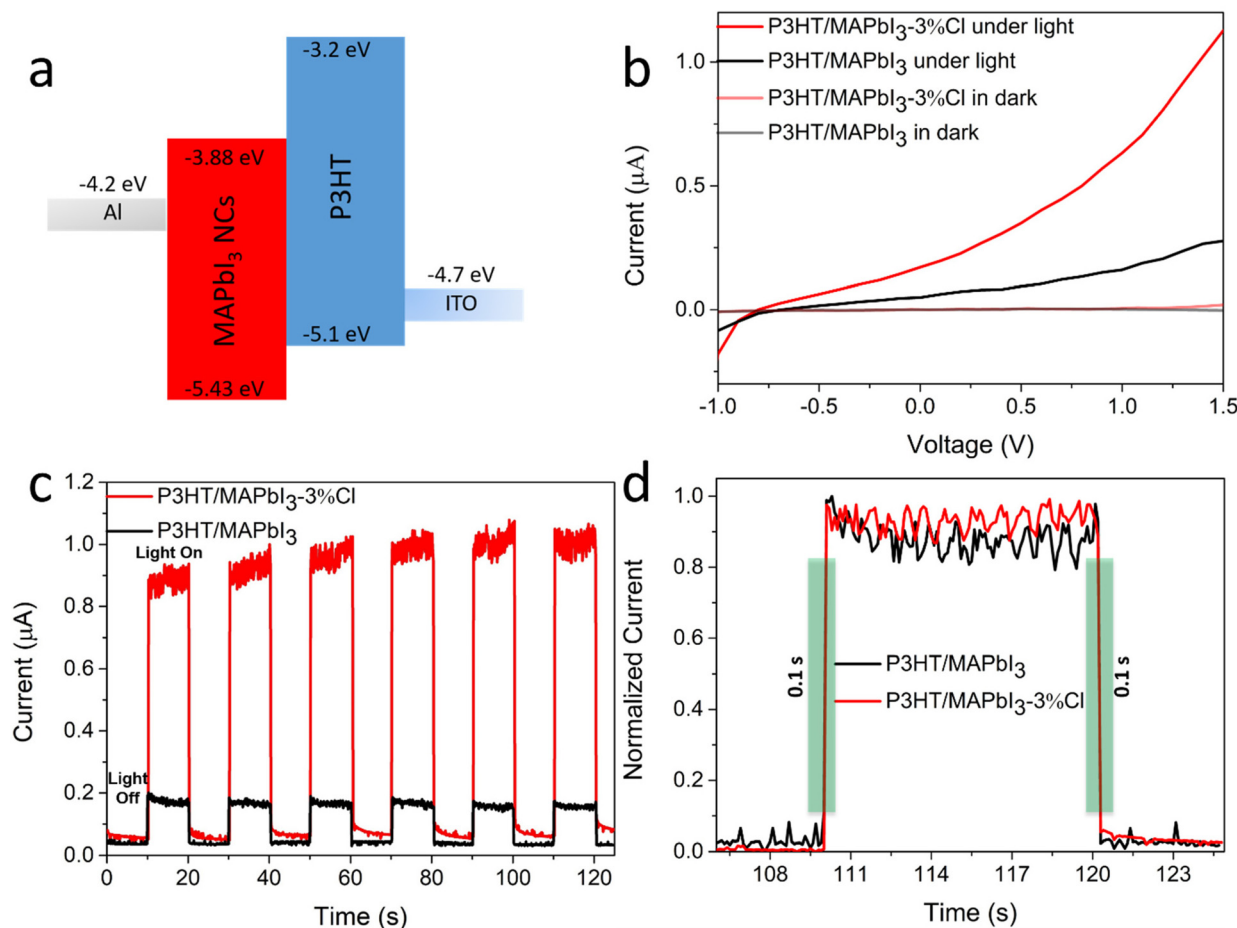 a
-3.2 eV
-3.88 eV
-4.2 eV
Al
MAPbI₃ NCs
P3HT
-4.7 eV
ITO
-5.1 eV
-5.43 eV
b
P3HT/MAPbI₃-3%Cl under light
P3HT/MAPbI₃ under light
P3HT/MAPbI₃-3%Cl in dark
P3HT/MAPbI₃ in dark
1.0
0.5
0.0
Current (μA)
-1.0 -0.5 0.0 0.5 1.0 1.5
Voltage (V)
c
P3HT/MAPbI₃-3%Cl
P3HT/MAPbI₃
Light On
Light
Off
1.2
1.0
0.8
0.6
0.4
0.2
0.0
Current (μA)
0 20 40 60 80 100 120
Time (s)
d
1.0
0.8
0.6
0.4
0.2
0.0
Normalized Current
0.1 s
P3HT/MAPbI₃
P3HT/MAPbI₃-3%Cl
0.1 s
108 111 114 117 120 123
Time (s)